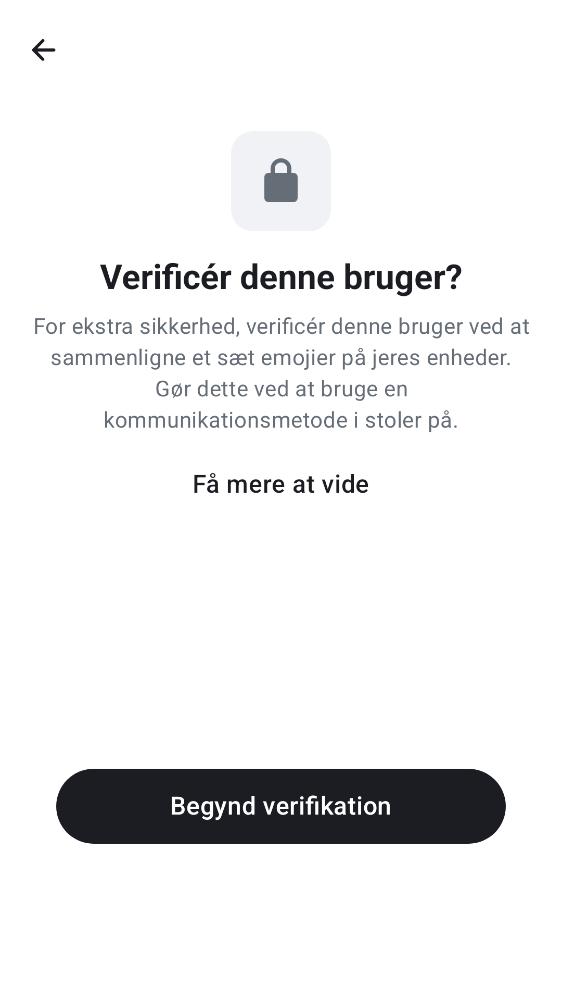 Verificér denne bruger?
For ekstra sikkerhed, verificér denne bruger ved at
sammenligne et sæt emojier på jeres enheder.
Gør dette ved at bruge en
kommunikationsmetode i stoler på.
Få mere at vide
Begynd verifikation